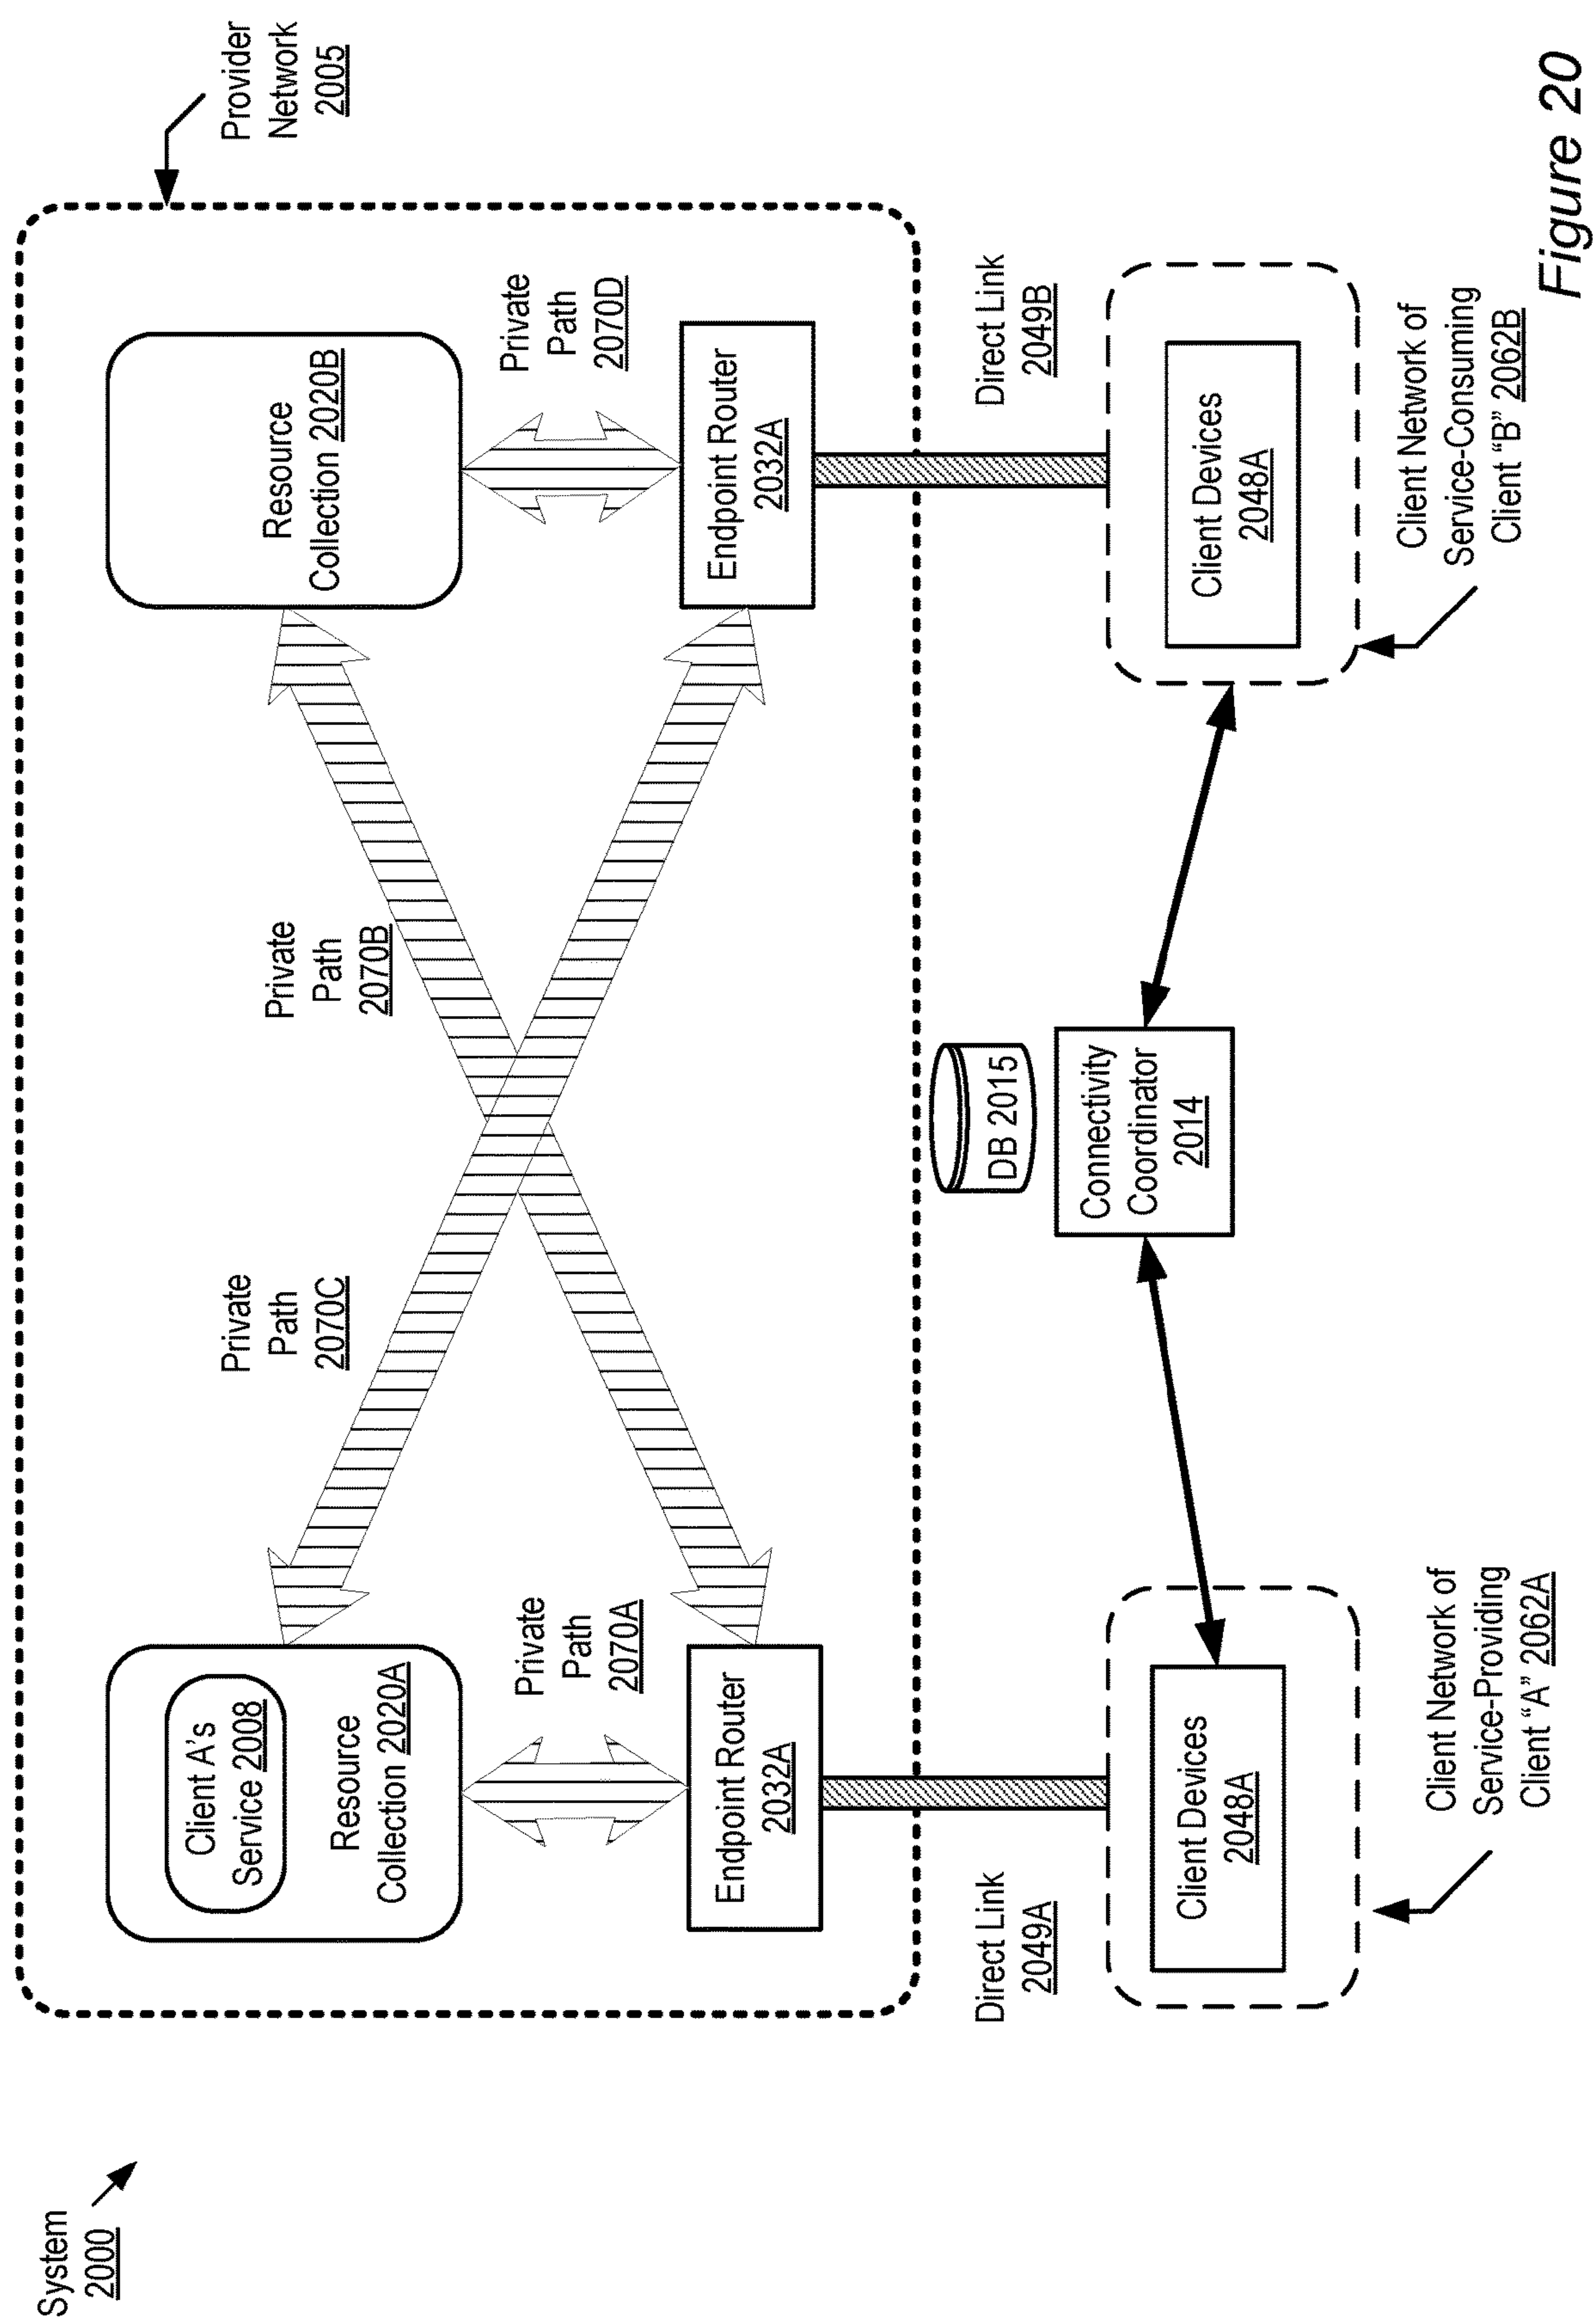 System
2000
Provider
Network
2005
Client A's
Service 2008
Resource
Collection 2020A
Resource
Collection 2020B
Private
Path
2070C
Private
Path
2070B
Private
Path
2070A
Private
Path
2070D
Endpoint Router
2032A
Endpoint Router
2032A
Direct Link
2049A
DB 2015
Direct Link
2049B
Client Devices
2048A
Connectivity
Coordinator
2014
Client Devices
2048A
Client Network of
Service-Providing
Client “A” 2062A
Client Network of
Service-Consuming
Client “B” 2062B
Figure 20